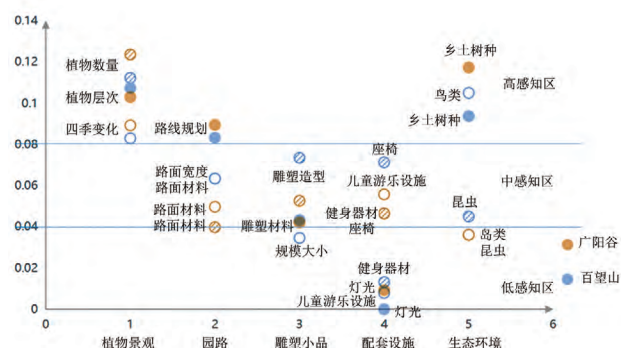 0.14
0.12
0.1
0.08
0.06
0.04
0.02
0
0
1
2
3
4
5
6
植物数量
植物层次
四季变化
路线规划
路面宽度
路面材料
路面材料
路面材料
雕塑造型
雕塑材料
规模大小
座椅
儿童游乐设施
健身器材
座椅
健身器材
灯光
儿童游乐设施
灯光
乡土树种
鸟类
乡土树种
昆虫
岛类
昆虫
高感知区
中感知区
低感知区
广阳谷
百望山
植物景观
园路
雕塑小品
配套设施
生态环境